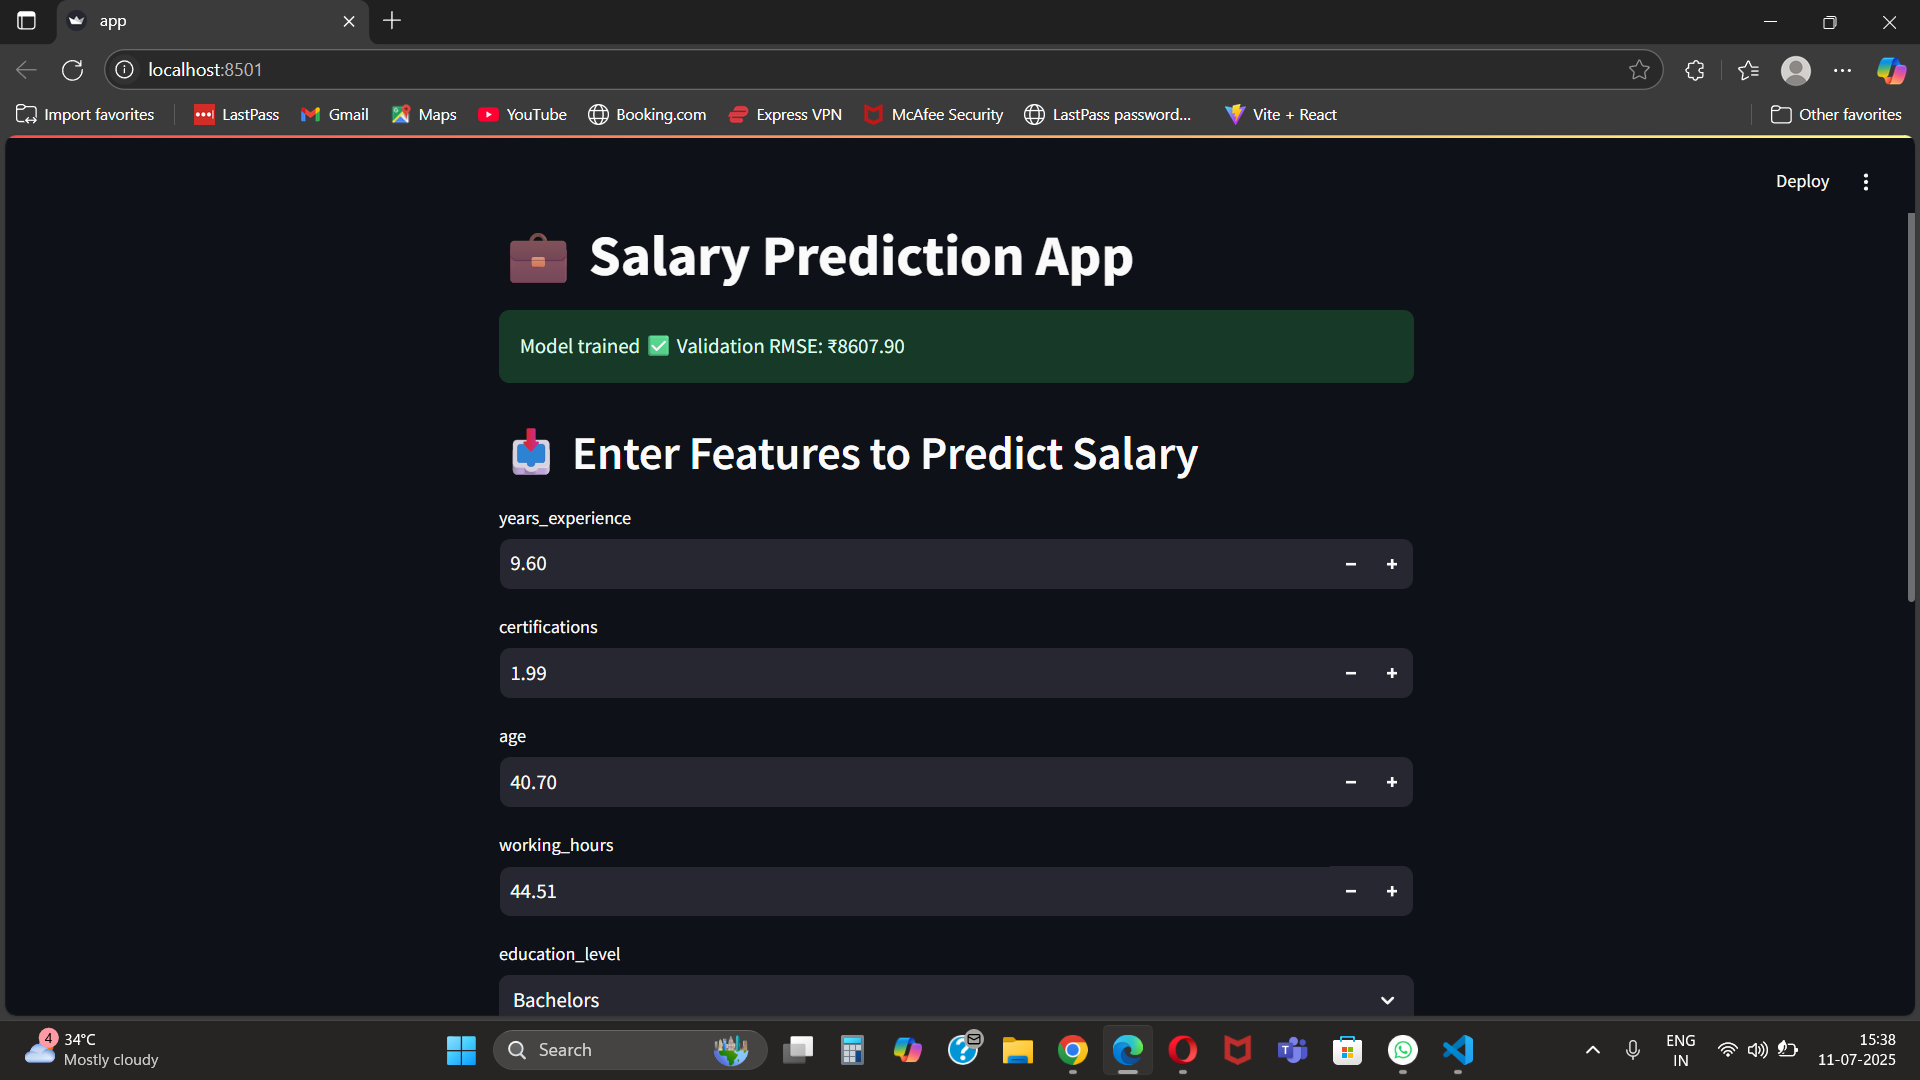 app
localhost:8501
Import favorites
LastPass
Gmail
Maps
YouTube
Booking.com
Express VPN
McAfee Security
LastPass password...
Vite + React
Other favorites
Deploy
Salary Prediction App
Model trained ✅ Validation RMSE: ₹8607.90
Enter Features to Predict Salary
years_experience
9.60
certifications
1.99
age
40.70
working_hours
44.51
education_level
Bachelors
4
34°C
Mostly cloudy
Search
ENG
IN
15:38
11-07-2025